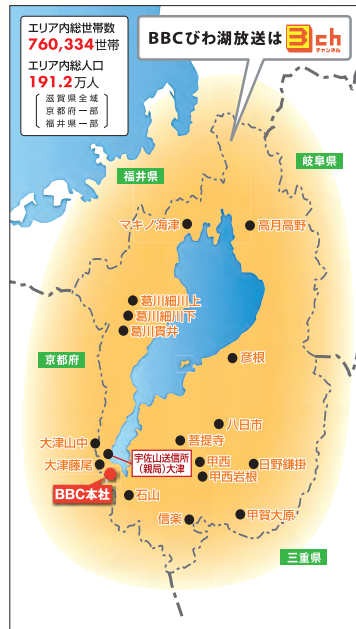 エリア内総世帯数
760,334世帯
エリア内総人口
191.2万人
滋賀県全域
京都府一部
福井県一部
BBCびわ湖放送は3ch
チャンネル
岐阜県
福井県
マキノ海津
高月高野
葛川細川上
葛川細川下
葛川貫井
京都府
彦根
八日市
大津山中
菩提寺
宇佐山送信所
(親局)大津
大津藤尾
甲西
日野鎌掛
甲西岩根
BBC本社
石山
信楽
甲賀大原
三重県